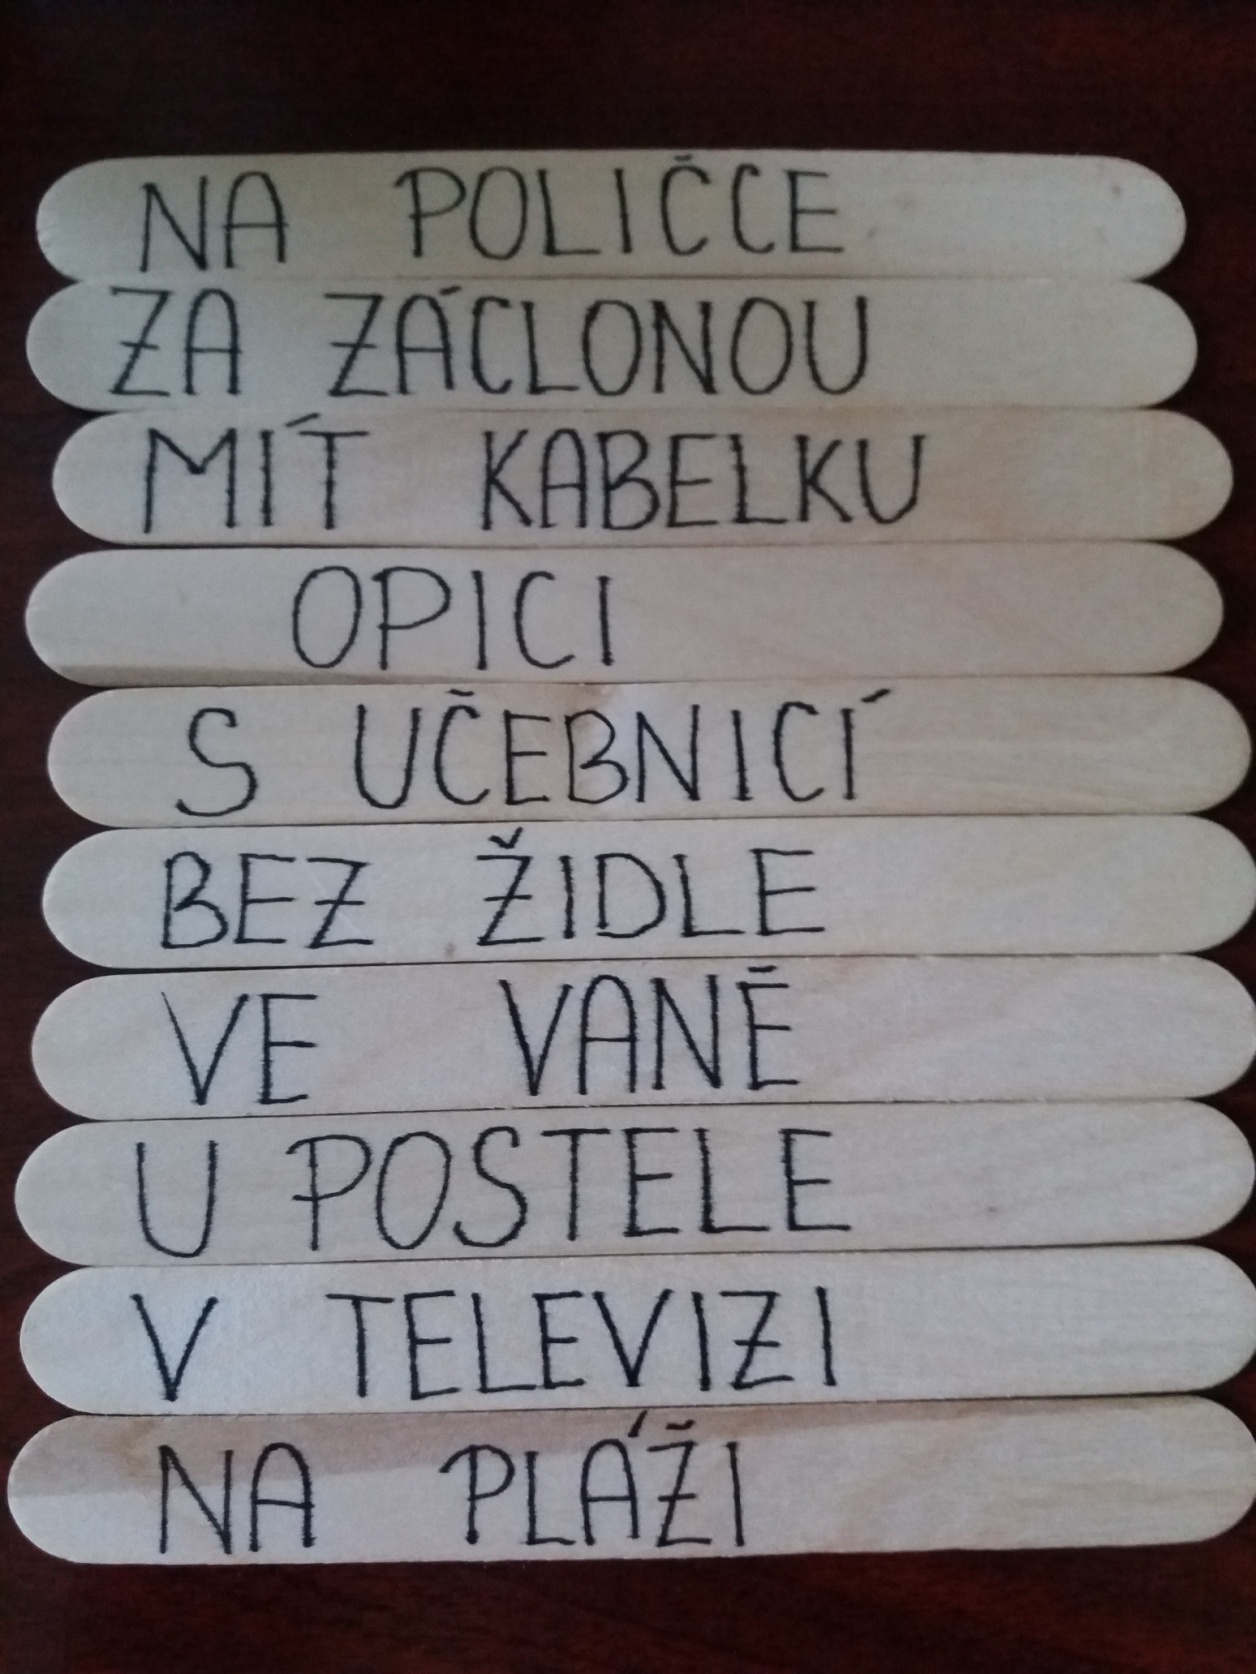 NA POLIČCE
ZA ZÁCLONOU
MÍT KABELKU
OPICI
S UČEBNICÍ
BEZ ŽIDLE
VE VANĚ
U POSTELE
V TELEVIZI
NA PLÁŽI